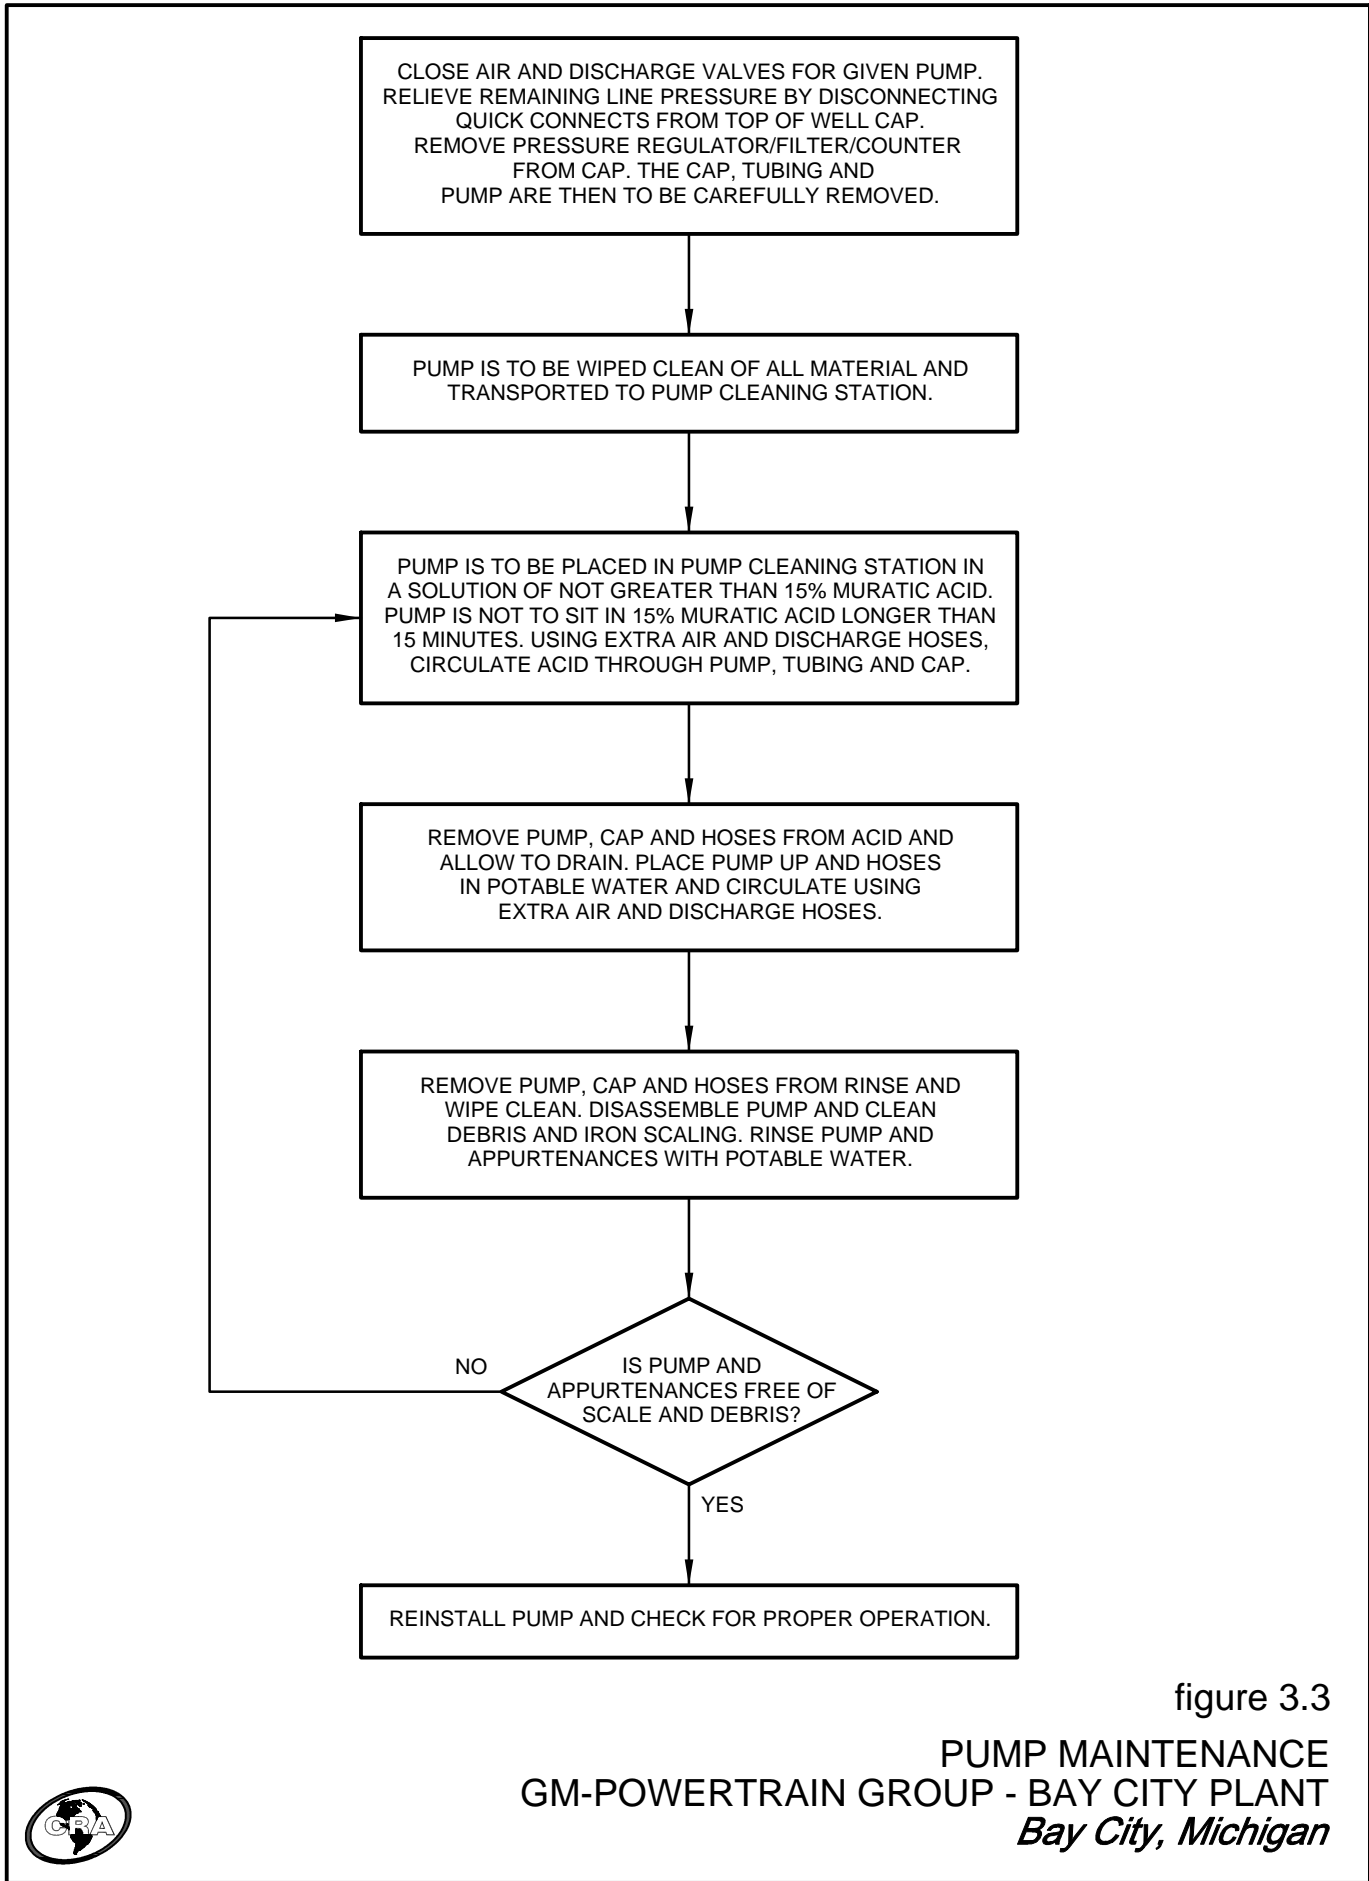 CLOSE AIR AND DISCHARGE VALVES FOR GIVEN PUMP.
RELIEVE REMAINING LINE PRESSURE BY DISCONNECTING
QUICK CONNECTS FROM TOP OF WELL CAP.
REMOVE PRESSURE REGULATOR/FILTER/COUNTER
FROM CAP. THE CAP, TUBING AND
PUMP ARE THEN TO BE CAREFULLY REMOVED.
PUMP IS TO BE WIPED CLEAN OF ALL MATERIAL AND
TRANSPORTED TO PUMP CLEANING STATION.
PUMP IS TO BE PLACED IN PUMP CLEANING STATION IN
A SOLUTION OF NOT GREATER THAN 15% MURATIC ACID.
PUMP IS NOT TO SIT IN 15% MURATIC ACID LONGER THAN
15 MINUTES. USING EXTRA AIR AND DISCHARGE HOSES,
CIRCULATE ACID THROUGH PUMP, TUBING AND CAP.
REMOVE PUMP, CAP AND HOSES FROM ACID AND
ALLOW TO DRAIN. PLACE PUMP UP AND HOSES
IN POTABLE WATER AND CIRCULATE USING
EXTRA AIR AND DISCHARGE HOSES.
REMOVE PUMP, CAP AND HOSES FROM RINSE AND
WIPE CLEAN. DISASSEMBLE PUMP AND CLEAN
DEBRIS AND IRON SCALING. RINSE PUMP AND
APPURTENANCES WITH POTABLE WATER.
NO
IS PUMP AND
APPURTENANCES FREE OF
SCALE AND DEBRIS?
YES
REINSTALL PUMP AND CHECK FOR PROPER OPERATION.
figure 3.3
PUMP MAINTENANCE
GM-POWERTRAIN GROUP - BAY CITY PLANT
Bay City, Michigan
CRA